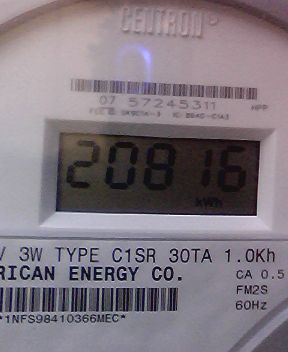 CENTRON®
07 57245311
HPP
20816
kWh
V 3W TYPE C1SR 30TA 1.0Kh
RICAN ENERGY CO.
CA 0.5
FM2S
60Hz
*1NFS98410366MEC*